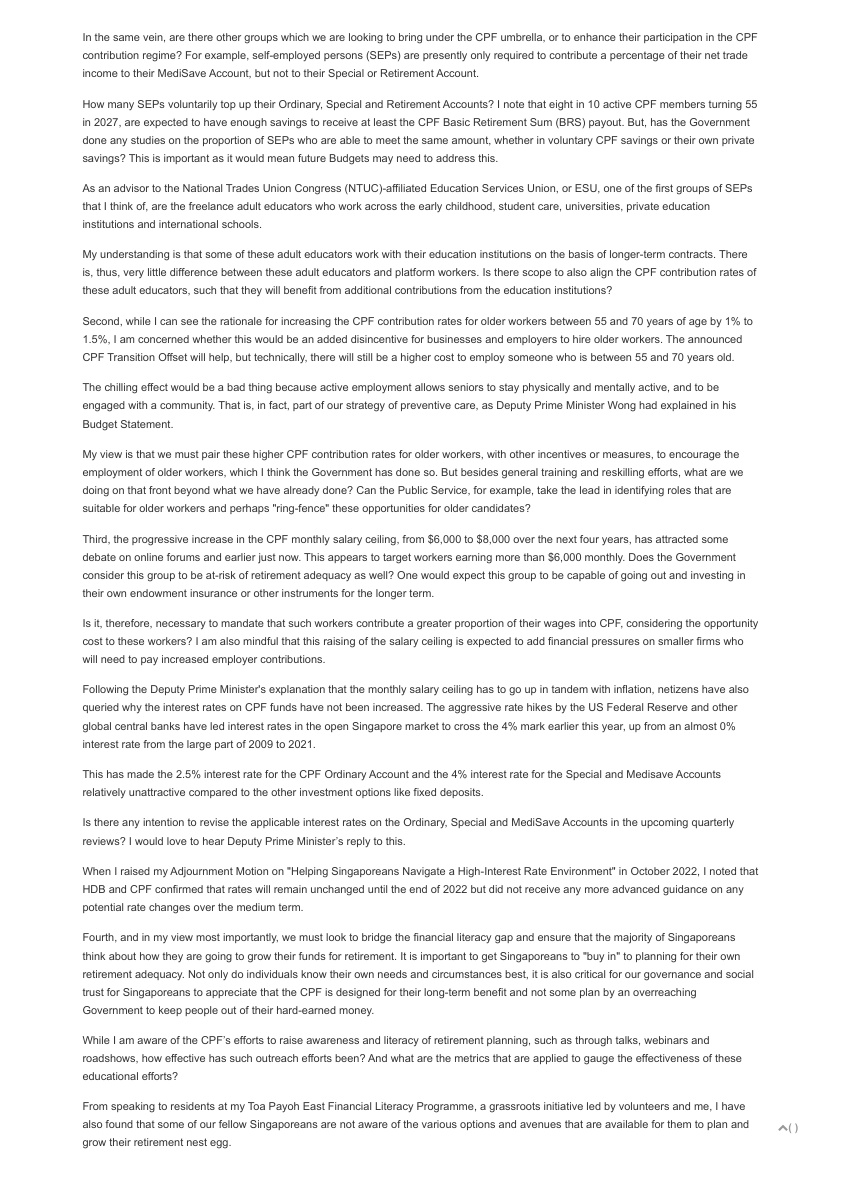 In the same vein, are there other groups which we are looking to bring under the CPF umbrella, or to enhance their participation in the CPF
contribution regime? For example, self-employed persons (SEPs) are presently only required to contribute a percentage of their net trade
income to their MediSave Account, but not to their Special or Retirement Account.
How many SEPs voluntarily top up their Ordinary, Special and Retirement Accounts? I note that eight in 10 active CPF members turning 55
in 2027, are expected to have enough savings to receive at least the CPF Basic Retirement Sum (BRS) payout. But, has the Government
done any studies on the proportion of SEPs who are able to meet the same amount, whether in voluntary CPF savings or their own private
savings? This is important as it would mean future Budgets may need to address this.
As an advisor to the National Trades Union Congress (NTUC)-affiliated Education Services Union, or ESU, one of the first groups of SEPs
that I think of, are the freelance adult educators who work across the early childhood, student care, universities, private education
institutions and international schools.
My understanding is that some of these adult educators work with their education institutions on the basis of longer-term contracts. There
is, thus, very little difference between these adult educators and platform workers. Is there scope to also align the CPF contribution rates of
these adult educators, such that they will benefit from additional contributions from the education institutions?
Second, while I can see the rationale for increasing the CPF contribution rates for older workers between 55 and 70 years of age by 1% to
1.5%, I am concerned whether this would be an added disincentive for businesses and employers to hire older workers. The announced
CPF Transition Offset will help, but technically, there will still be a higher cost to employ someone who is between 55 and 70 years old.
The chilling effect would be a bad thing because active employment allows seniors to stay physically and mentally active, and to be
engaged with a community. That is, in fact, part of our strategy of preventive care, as Deputy Prime Minister Wong had explained in his
Budget Statement.
My view is that we must pair these higher CPF contribution rates for older workers, with other incentives or measures, to encourage the
employment of older workers, which I think the Government has done so. But besides general training and reskilling efforts, what are we
doing on that front beyond what we have already done? Can the Public Service, for example, take the lead in identifying roles that are
suitable for older workers and perhaps "ring-fence" these opportunities for older candidates?
Third, the progressive increase in the CPF monthly salary ceiling, from $6,000 to $8,000 over the next four years, has attracted some
debate on online forums and earlier just now. This appears to target workers earning more than $6,000 monthly. Does the Government
consider this group to be at-risk of retirement adequacy as well? One would expect this group to be capable of going out and investing in
their own endowment insurance or other instruments for the longer term.
Is it, therefore, necessary to mandate that such workers contribute a greater proportion of their wages into CPF, considering the opportunity
cost to these workers? I am also mindful that this raising of the salary ceiling is expected to add financial pressures on smaller firms who
will need to pay increased employer contributions.
Following the Deputy Prime Minister's explanation that the monthly salary ceiling has to go up in tandem with inflation, netizens have also
queried why the interest rates on CPF funds have not been increased. The aggressive rate hikes by the US Federal Reserve and other
global central banks have led interest rates in the open Singapore market to cross the 4% mark earlier this year, up from an almost 0%
interest rate from the large part of 2009 to 2021.
This has made the 2.5% interest rate for the CPF Ordinary Account and the 4% interest rate for the Special and Medisave Accounts
relatively unattractive compared to the other investment options like fixed deposits.
Is there any intention to revise the applicable interest rates on the Ordinary, Special and MediSave Accounts in the upcoming quarterly
reviews? I would love to hear Deputy Prime Minister’s reply to this.
When I raised my Adjournment Motion on "Helping Singaporeans Navigate a High-Interest Rate Environment" in October 2022, I noted that
HDB and CPF confirmed that rates will remain unchanged until the end of 2022 but did not receive any more advanced guidance on any
potential rate changes over the medium term.
Fourth, and in my view most importantly, we must look to bridge the financial literacy gap and ensure that the majority of Singaporeans
think about how they are going to grow their funds for retirement. It is important to get Singaporeans to "buy in" to planning for their own
retirement adequacy. Not only do individuals know their own needs and circumstances best, it is also critical for our governance and social
trust for Singaporeans to appreciate that the CPF is designed for their long-term benefit and not some plan by an overreaching
Government to keep people out of their hard-earned money.
While I am aware of the CPF’s efforts to raise awareness and literacy of retirement planning, such as through talks, webinars and
roadshows, how effective has such outreach efforts been? And what are the metrics that are applied to gauge the effectiveness of these
educational efforts?
From speaking to residents at my Toa Payoh East Financial Literacy Programme, a grassroots initiative led by volunteers and me, I have
also found that some of our fellow Singaporeans are not aware of the various options and avenues that are available for them to plan and
grow their retirement nest egg.
( )